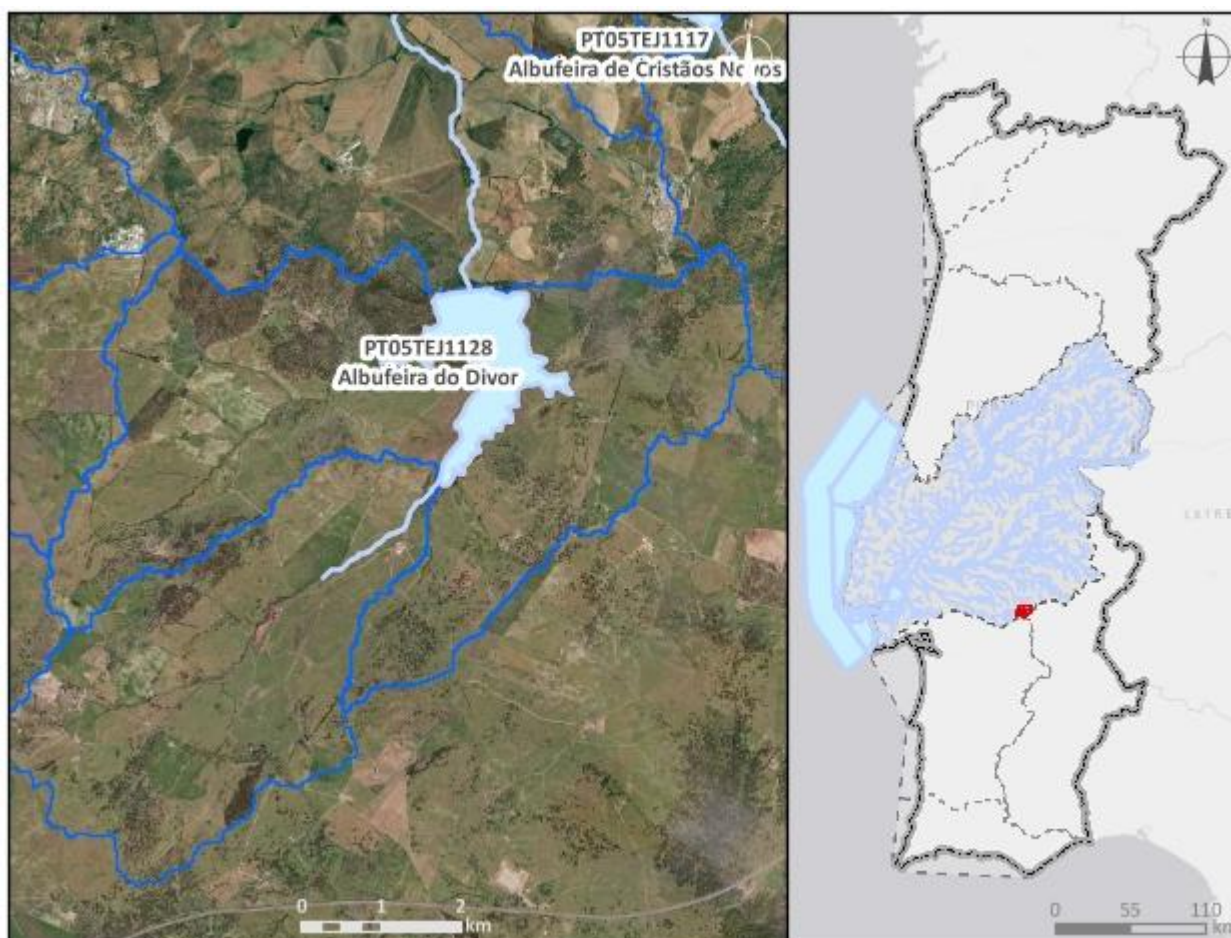 N
PT05TEJ1117
Albufeira de Cristãos Novos
PT05TEJ1128
Albufeira do Divor
0 1 2
km
N
0 55 110